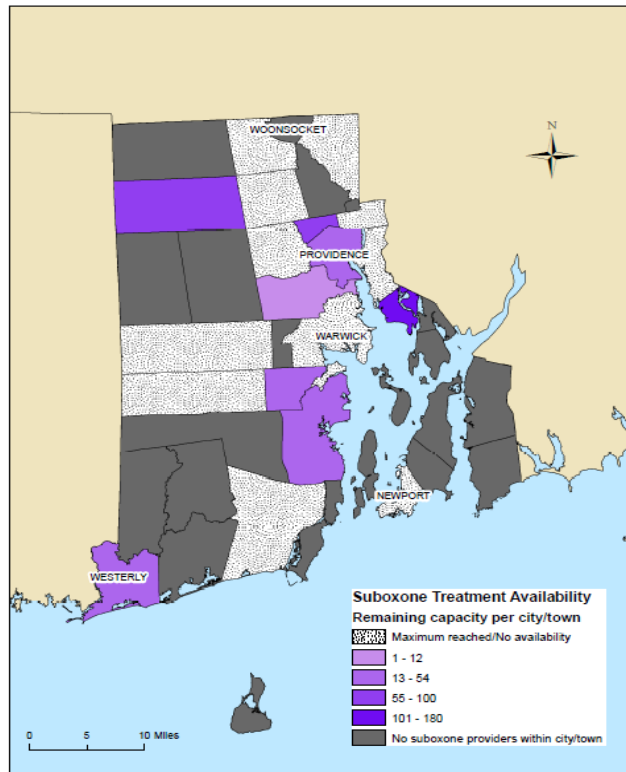 N
WOONSOCKET
PROVIDENCE
WARWICK
NEWPORT
WESTERLY
Suboxone Treatment Availability
Remaining capacity per city/town
Maximum reached/No availability
1 - 12
13 - 54
55 - 100
101 - 180
No suboxone providers within city/town
0 5 10 Miles